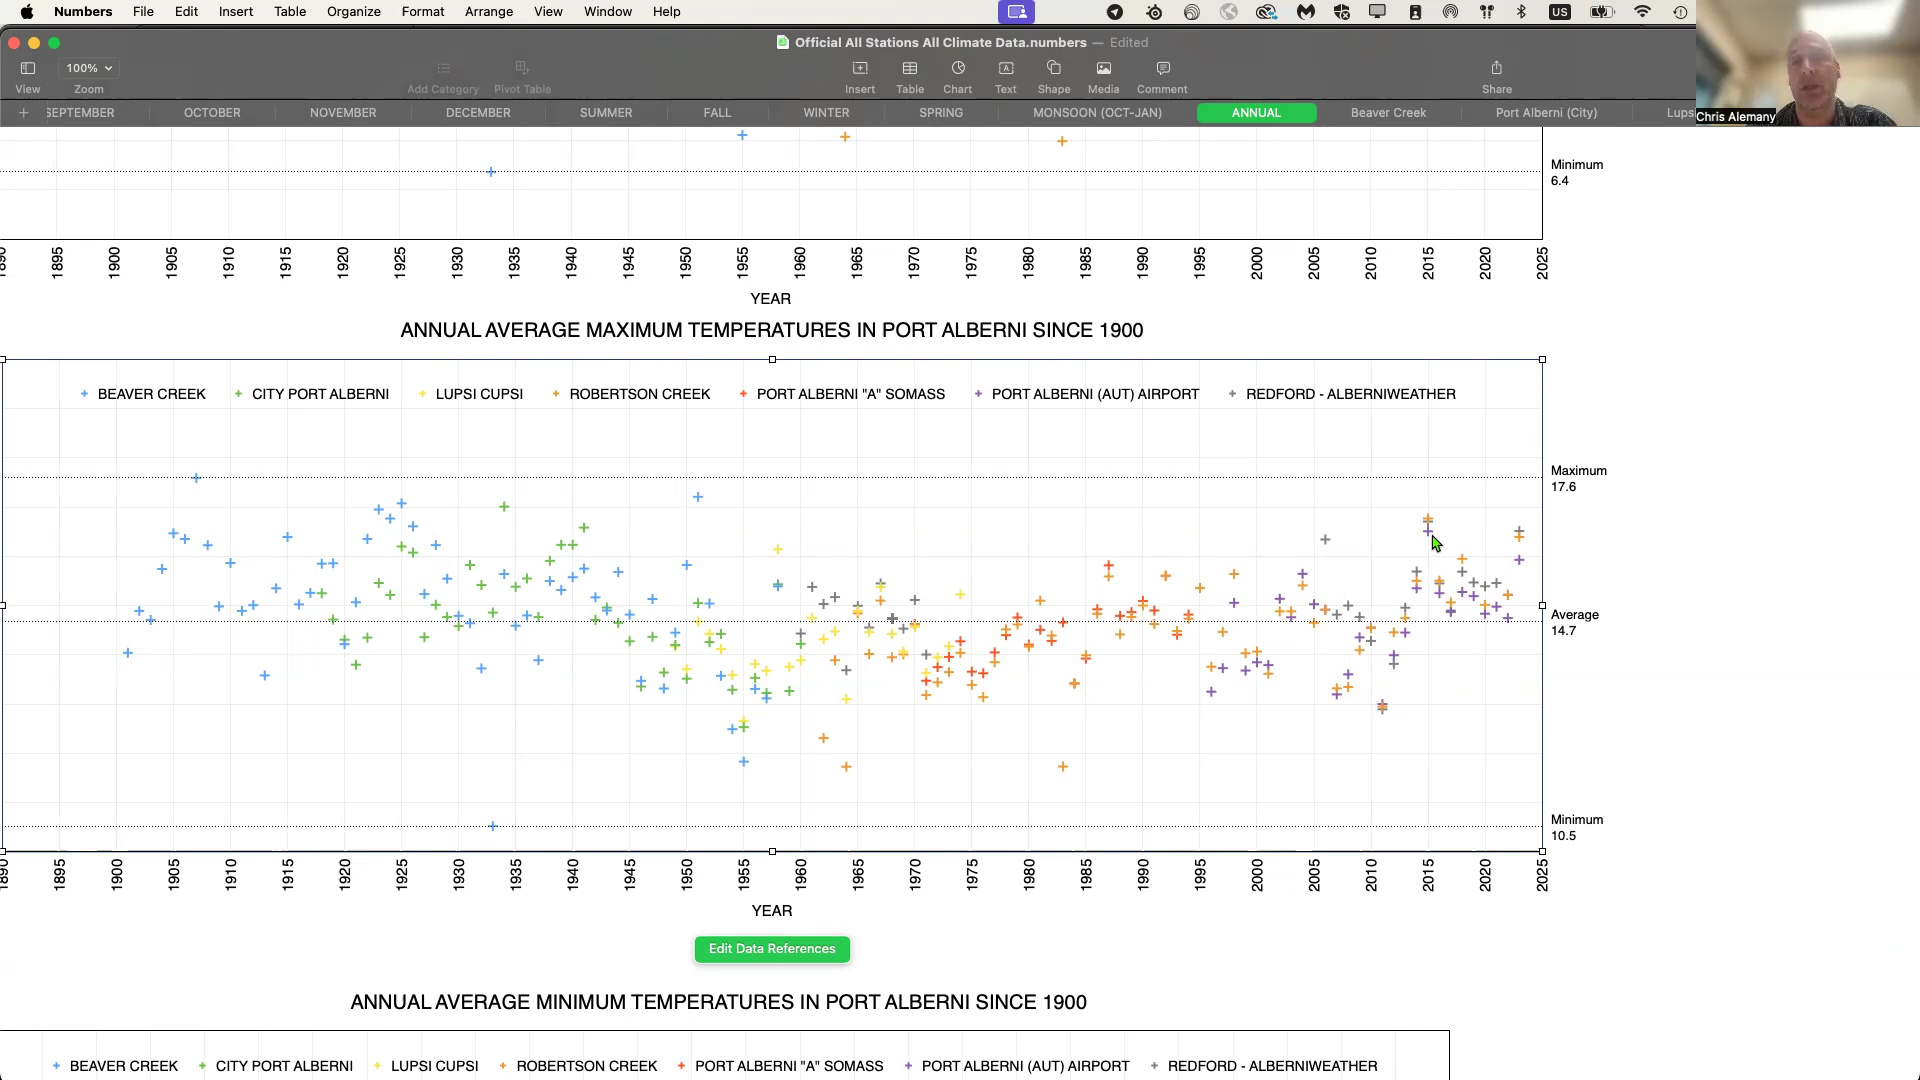 Numbers File Edit Insert Table Organize Format Arrange View Window Help US
Official All Stations All Climate Data.numbers — Edited
100%
View Zoom Add Category Pivot Table Insert Table Chart Text Shape Media Comment Share
SEPTEMBER OCTOBER NOVEMBER DECEMBER SUMMER FALL WINTER SPRING MONSOON (OCT-JAN) ANNUAL Beaver Creek Port Alberni (City) Lups
Chris Alemany
Minimum
6.4
1890 1895 1900 1905 1910 1915 1920 1925 1930 1935 1940 1945 1950 1955 1960 1965 1970 1975 1980 1985 1990 1995 2000 2005 2010 2015 2020 2025
YEAR
ANNUAL AVERAGE MAXIMUM TEMPERATURES IN PORT ALBERNI SINCE 1900
BEAVER CREEK CITY PORT ALBERNI LUPSI CUPSI ROBERTSON CREEK PORT ALBERNI "A" SOMASS PORT ALBERNI (AUT) AIRPORT REDFORD - ALBERNIWEATHER
Maximum
17.6
Average
14.7
Minimum
10.5
1890 1895 1900 1905 1910 1915 1920 1925 1930 1935 1940 1945 1950 1955 1960 1965 1970 1975 1980 1985 1990 1995 2000 2005 2010 2015 2020 2025
YEAR
Edit Data References
ANNUAL AVERAGE MINIMUM TEMPERATURES IN PORT ALBERNI SINCE 1900
BEAVER CREEK CITY PORT ALBERNI LUPSI CUPSI ROBERTSON CREEK PORT ALBERNI "A" SOMASS PORT ALBERNI (AUT) AIRPORT REDFORD - ALBERNIWEATHER